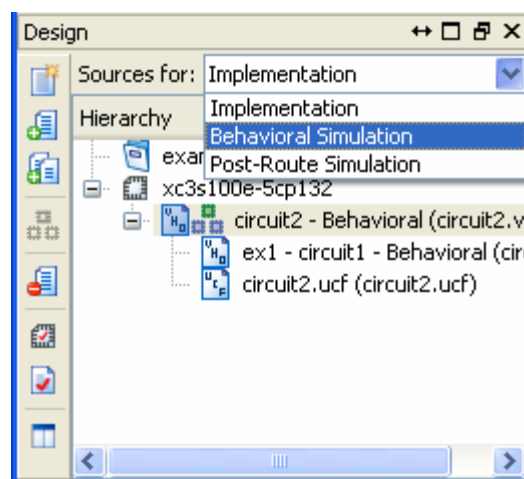 Design
Sources for: Implementation
Implementation
Hierarchy
Behavioral Simulation
Post-Route Simulation
xc3s100e-5cp132
circuit2 - Behavioral (circuit2.v
ex1 - circuit1 - Behavioral (cir
circuit2.ucf (circuit2.ucf)